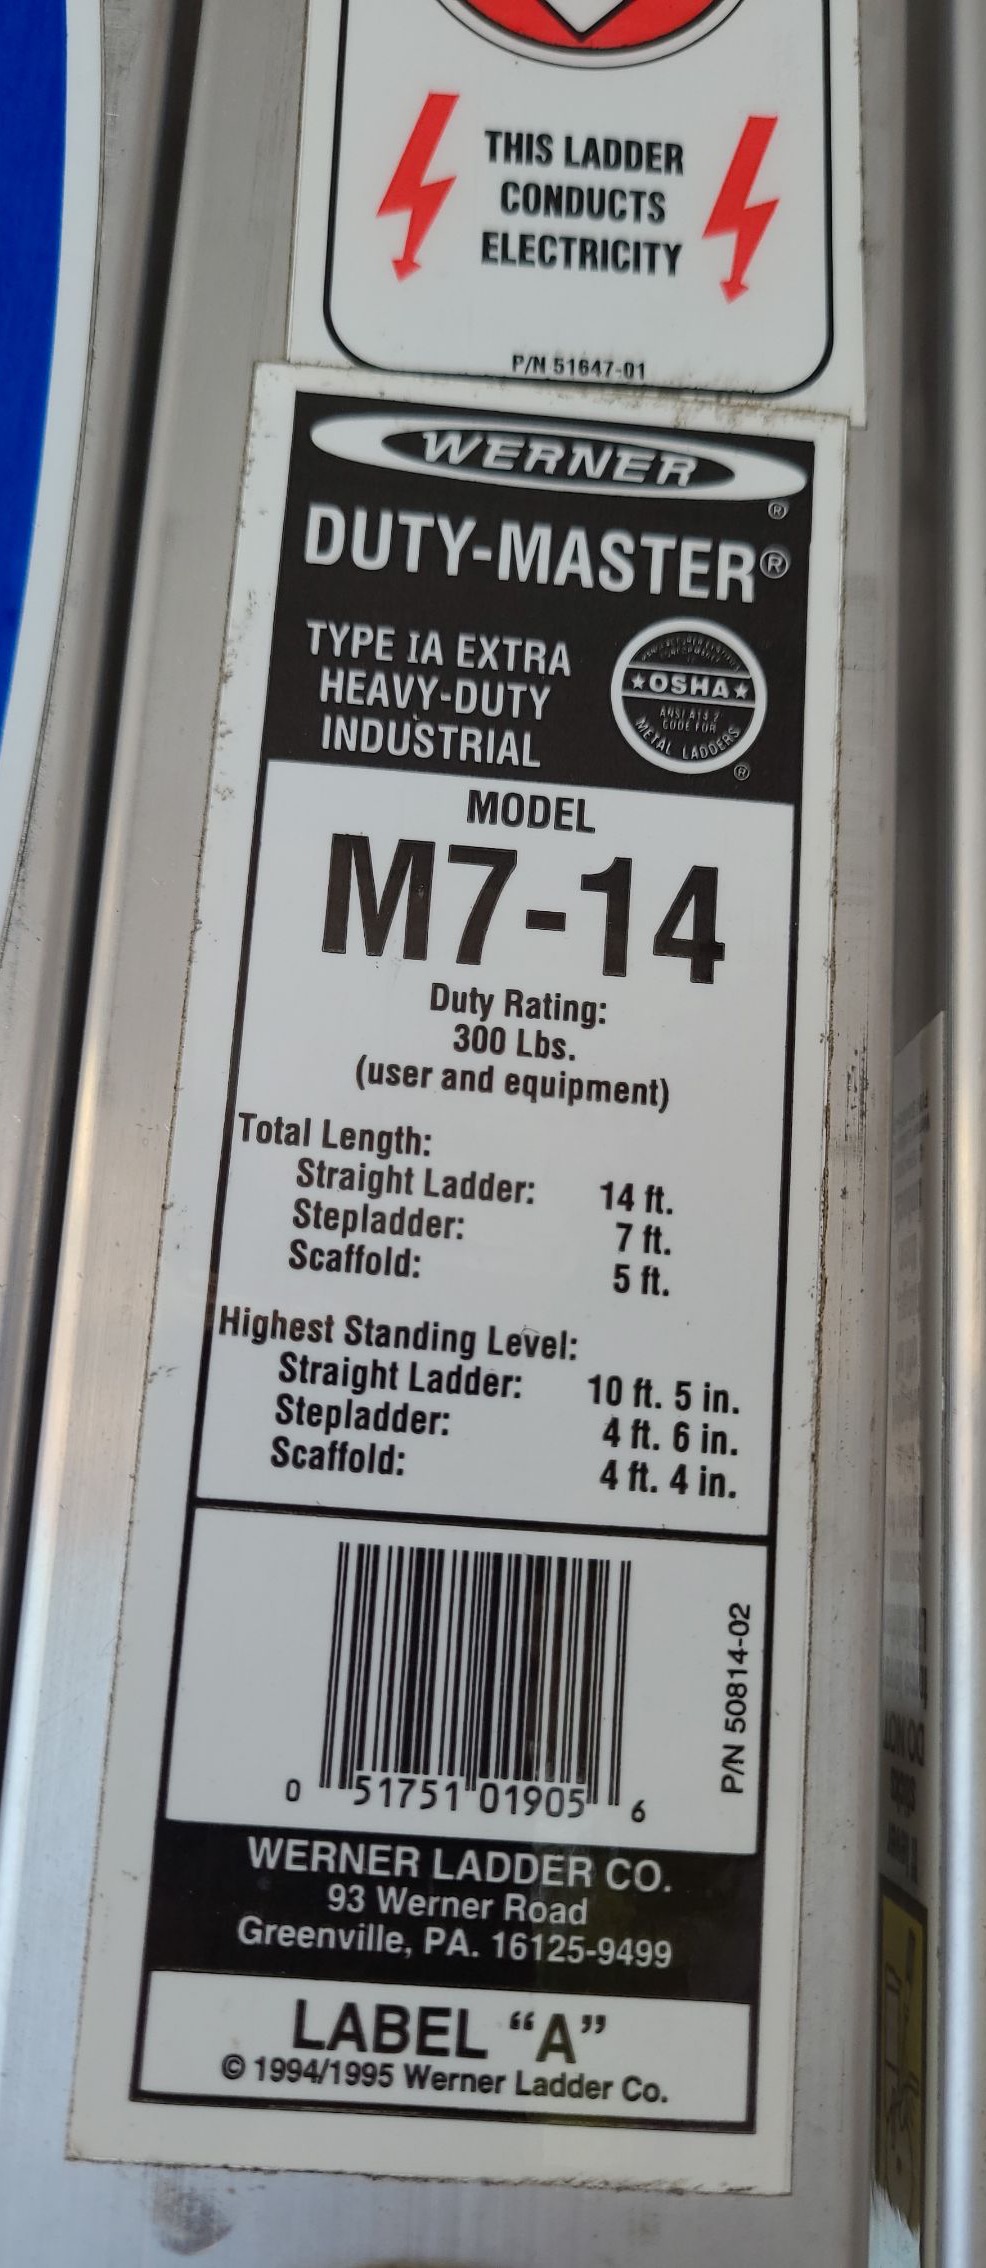 THIS LADDER
CONDUCTS
ELECTRICITY
P/N 51647-01
WERNER®
DUTY-MASTER®
TYPE IA EXTRA
HEAVY-DUTY
INDUSTRIAL
★OSHA★
CODE FOR
METAL LADDERS
®
MODEL
M7-14
Duty Rating:
300 Lbs.
(user and equipment)
Total Length:
Straight Ladder: 14 ft.
Stepladder: 7 ft.
Scaffold: 5 ft.
Highest Standing Level:
Straight Ladder: 10 ft. 5 in.
Stepladder: 4 ft. 6 in.
Scaffold: 4 ft. 4 in.
0 51751 01905 6
P/N 50814-02
WERNER LADDER CO.
93 Werner Road
Greenville, PA. 16125-9499
LABEL “A”
© 1994/1995 Werner Ladder Co.
DO NOT